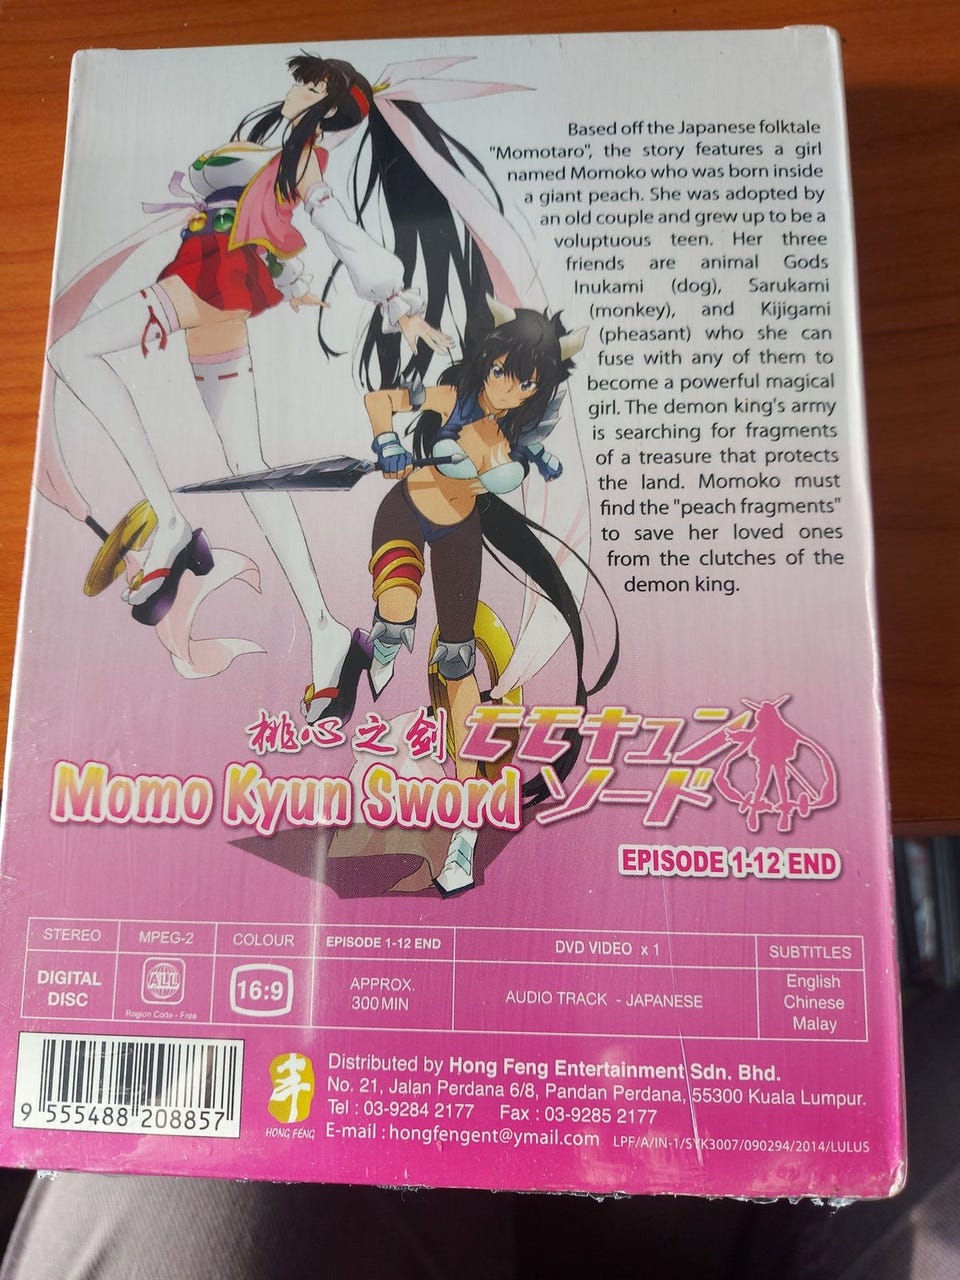 Based off the Japanese folktale
"Momotaro", the story features a girl
named Momoko who was born inside
a giant peach. She was adopted by
an old couple and grew up to be a
voluptuous teen. Her three
friends are animal Gods
Inukami (dog), Sarukami
(monkey), and Kijigami
(pheasant) who she can
fuse with any of them to
become a powerful magical
girl. The demon king's army
is searching for fragments
of a treasure that protects
the land. Momoko must
find the "peach fragments"
to save her loved ones
from the clutches of the
demon king.
桃心之剑 モモキュン
Momo Kyun Sword ソード
EPISODE 1-12 END
STEREO MPEG-2 COLOUR EPISODE 1-12 END DVD VIDEO x 1 SUBTITLES
DIGITAL DISC ALL Region Code - Free 16:9 APPROX. 300 MIN AUDIO TRACK - JAPANESE English
Chinese
Malay
9 555488 208857
HONG FENG
Distributed by Hong Feng Entertainment Sdn. Bhd.
No. 21, Jalan Perdana 6/8, Pandan Perdana, 55300 Kuala Lumpur.
Tel : 03-9284 2177 Fax : 03-9285 2177
E-mail : hongfengent@ymail.com LPF/A/IN-1/SYK3007/090294/2014/LULUS